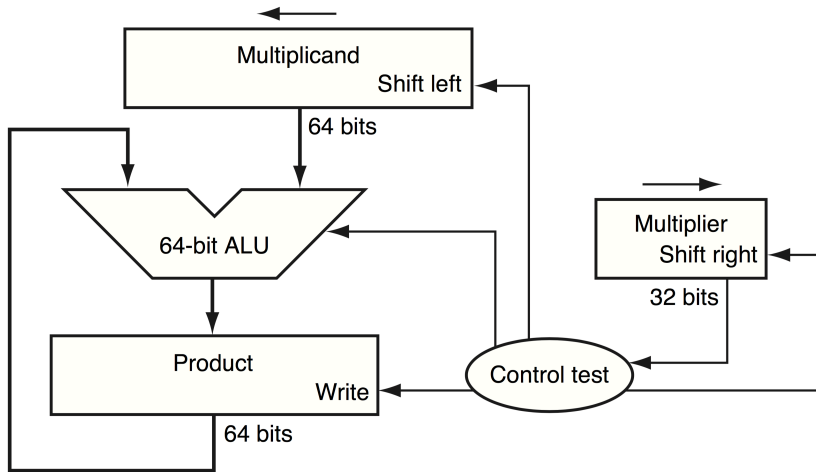 Multiplicand
Shift left
64 bits
64-bit ALU
Multiplier
Shift right
32 bits
Product
Write
Control test
64 bits